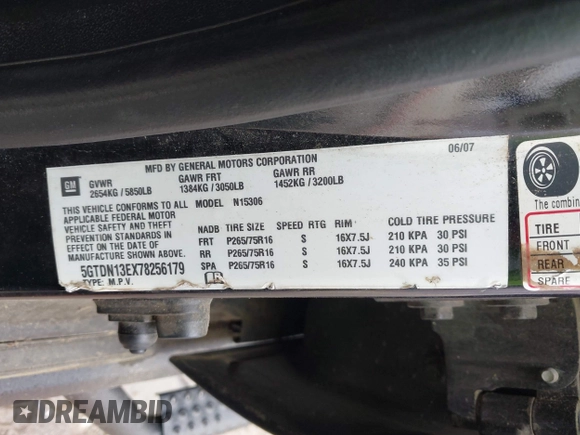 MFD BY GENERAL MOTORS CORPORATION 06/07
GM
GVWR GAWR FRT GAWR RR
2654KG / 5850LB 1384KG / 3050LB 1452KG / 3200LB
THIS VEHICLE CONFORMS TO ALL
APPLICABLE FEDERAL MOTOR
VEHICLE SAFETY AND THEFT
PREVENTION STANDARDS IN
EFFECT ON THE DATE OF
MANUFACTURE SHOWN ABOVE.
5GTDN13EX78256179
TYPE: M.P.V.
MODEL N15306
NADB TIRE SIZE SPEED RTG RIM COLD TIRE PRESSURE
FRT P265/75R16 S 16X7.5J 210 KPA 30 PSI
RR P265/75R16 S 16X7.5J 210 KPA 30 PSI
SPA P265/75R16 S 16X7.5J 240 KPA 35 PSI
The combin
TIRE
FRONT
REAR
SPARE
DREAMBID